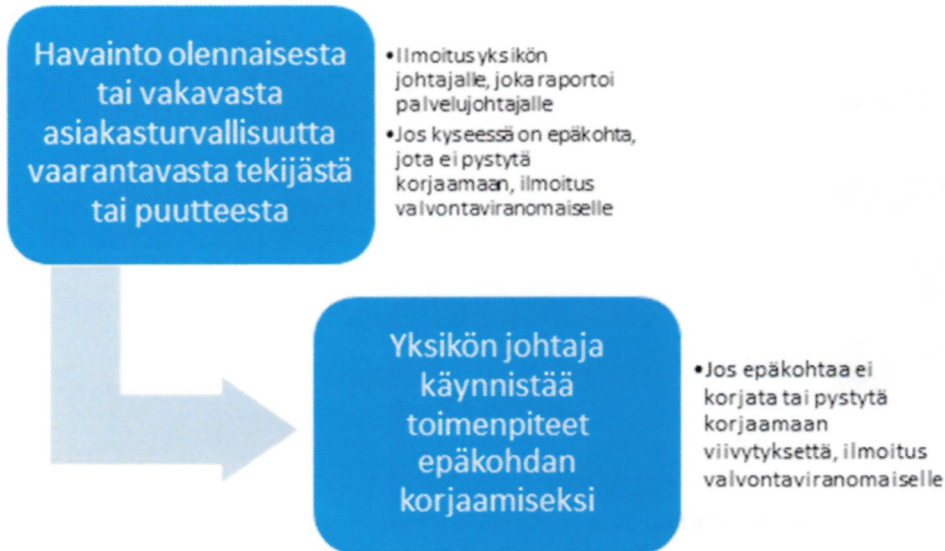 Havainto olennaisesta
tai vakavasta
asiakasturvallisuutta
vaarantavasta tekijästä
tai puutteesta
•Ilmoitus yksikön
johtajalle, joka raportoi
palvelujohtajalle
•Jos kyseessä on epäkohta,
jota ei pystytä
korjaamaan, ilmoitus
valvontaviranomaiselle
Yksikön johtaja
käynnistää
toimenpiteet
epäkohdan
korjaamiseksi
•Jos epäkohtaa ei
korjata tai pystytä
korjaamaan
viivytyksettä, ilmoitus
valvontaviranomaiselle